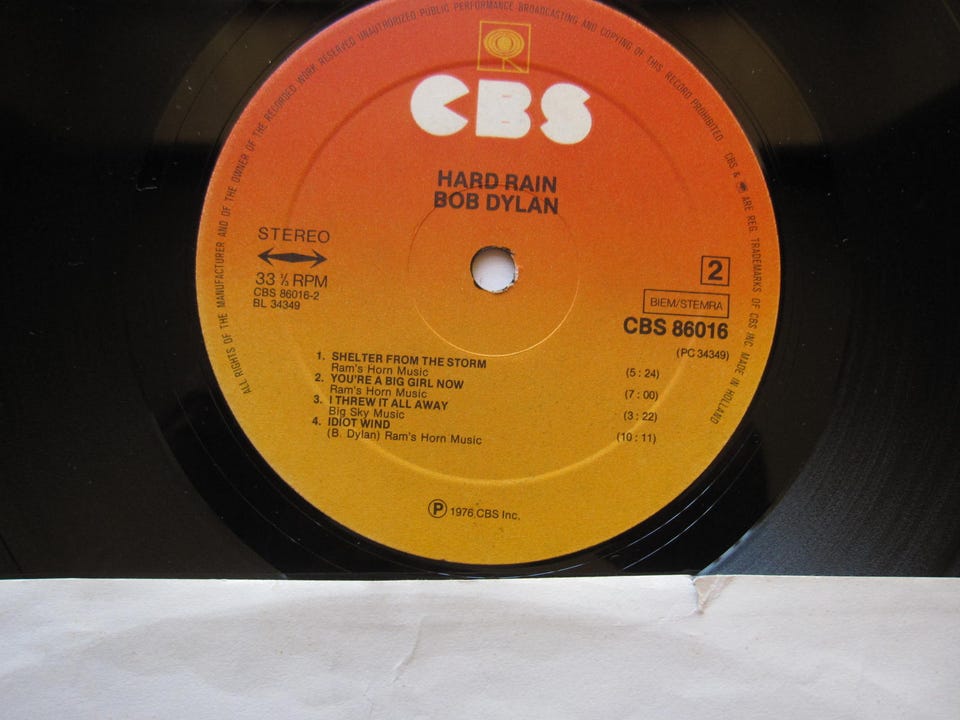 ALL RIGHTS OF THE MANUFACTURER AND OF THE OWNER OF THE RECORDED WORK RESERVED UNAUTHORIZED PUBLIC PERFORMANCE BROADCASTING AND COPYING OF THIS RECORD PROHIBITED
CBS & ARE REG. TRADEMARKS OF CBS INC. MADE IN HOLLAND
CBS
HARD RAIN
BOB DYLAN
STEREO
33 ⅓ RPM
CBS 86016-2
BL 34349
2
BIEM/STEMRA
CBS 86016
(PC 34349)
1. SHELTER FROM THE STORM
Ram's Horn Music (5 : 24)
2. YOU'RE A BIG GIRL NOW
Ram's Horn Music (7 : 00)
3. I THREW IT ALL AWAY
Big Sky Music (3 : 22)
4. IDIOT WIND
(B. Dylan) Ram's Horn Music (10 : 11)
Ⓟ 1976 CBS Inc.